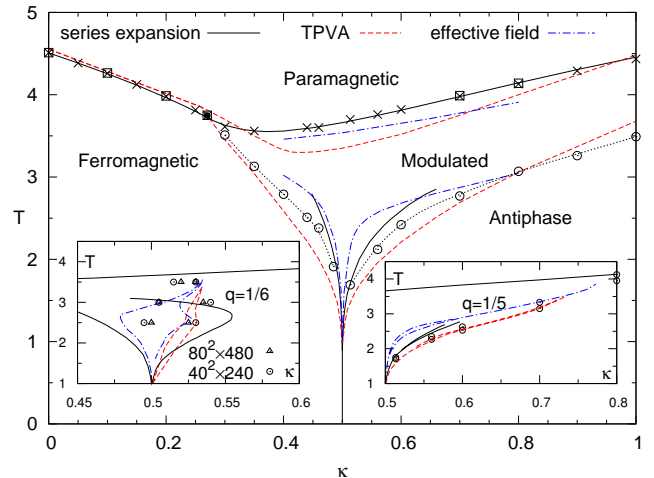 series expansion TPVA effective field
Paramagnetic
Ferromagnetic
Modulated
Antiphase
T
5
4
3
2
1
0
0 0.2 0.4 0.6 0.8 1
κ
T
q=1/6
80²×480
40²×240
κ
4
3
2
1
0.45 0.5 0.55 0.6
T
q=1/5
κ
4
3
2
1
0.5 0.6 0.7 0.8